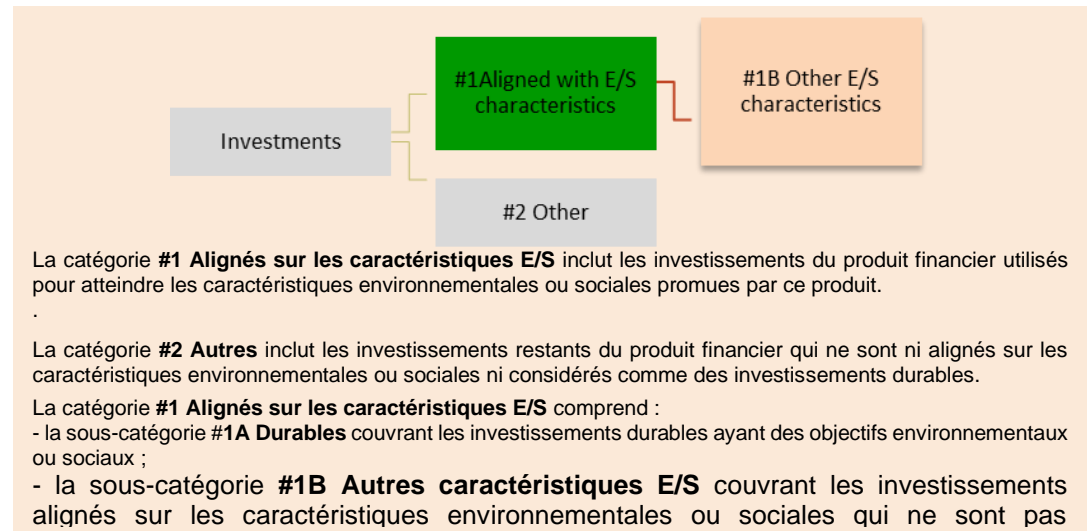 #1Aligned with E/S
characteristics
#1B Other E/S
characteristics
Investments
#2 Other
La catégorie #1 Alignés sur les caractéristiques E/S inclut les investissements du produit financier utilisés
pour atteindre les caractéristiques environnementales ou sociales promues par ce produit.
.
La catégorie #2 Autres inclut les investissements restants du produit financier qui ne sont ni alignés sur les
caractéristiques environnementales ou sociales ni considérés comme des investissements durables.
La catégorie #1 Alignés sur les caractéristiques E/S comprend :
- la sous-catégorie #1A Durables couvrant les investissements durables ayant des objectifs environnementaux
ou sociaux ;
- la sous-catégorie #1B Autres caractéristiques E/S couvrant les investissements
alignés sur les caractéristiques environnementales ou sociales qui ne sont pas